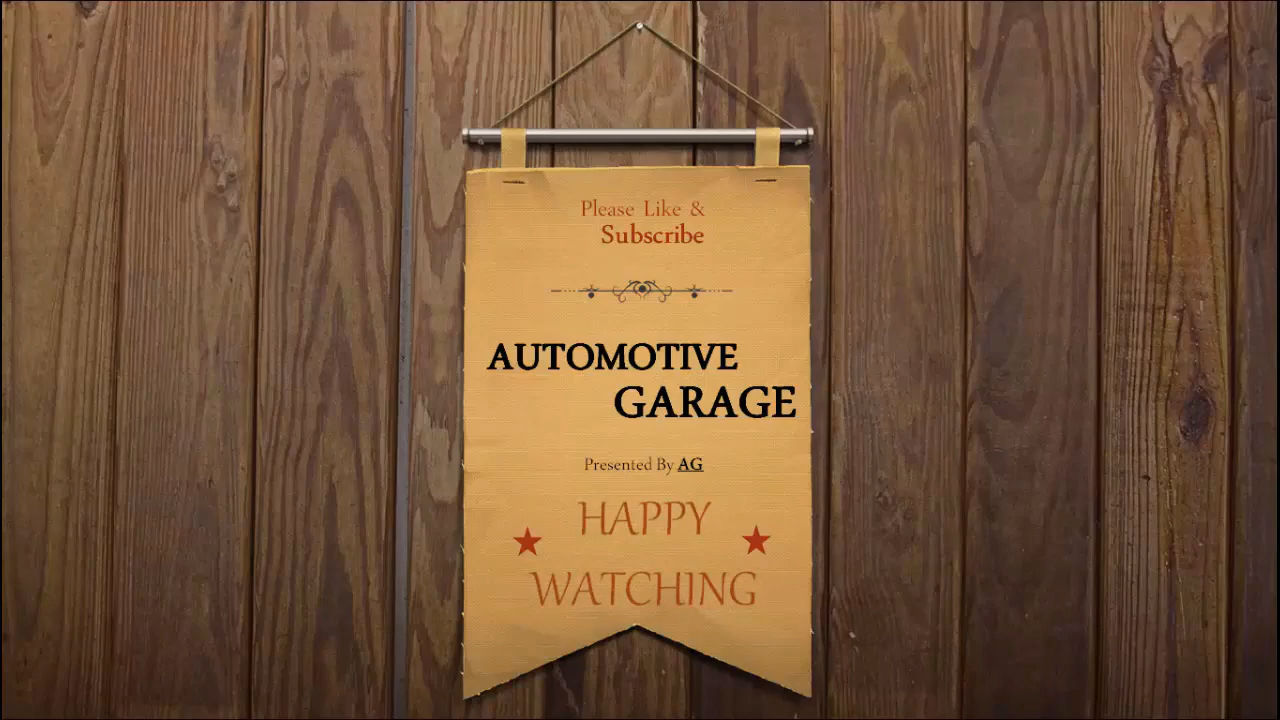 Please Like &
Subscribe
AUTOMOTIVE
GARAGE
Presented By AG
HAPPY
WATCHING